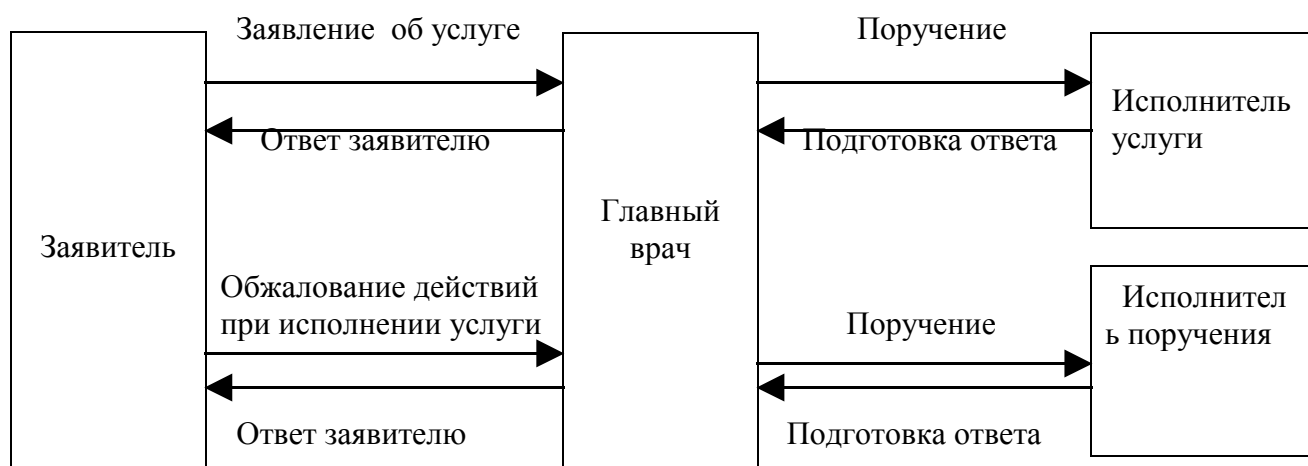 Заявление об услуге
Поручение
Исполнитель
услуги
Ответ заявителю
Подготовка ответа
Заявитель
Главный
врач
Обжалование действий
при исполнении услуги
Поручение
Исполнител
ь поручения
Ответ заявителю
Подготовка ответа